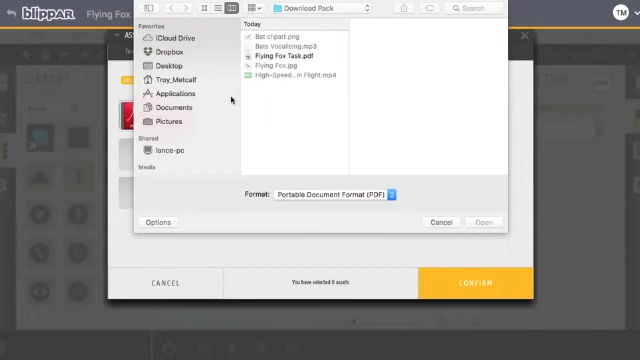 blippar
Flying Fox
Download Pack
Search
TM
Favorites
iCloud Drive
Dropbox
Desktop
Troy_Metcalf
Applications
Documents
Pictures
Shared
lance-pc
Media
Today
Bat clipart.png
Bats Vocalising.mp3
Flying Fox Task.pdf
Flying Fox.jpg
High-Speed...in Flight.mp4
Format: Portable Document Format (PDF)
Options
Cancel
Open
CANCEL
You have selected 0 assets
CONFIRM
LIBRARY